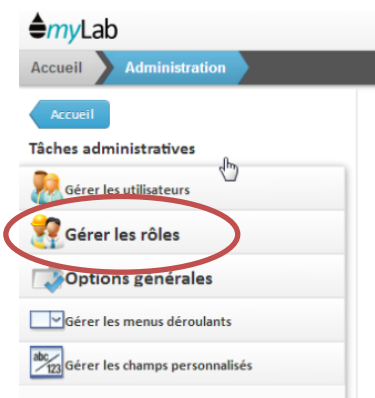 myLab
Accueil Administration
Accueil
Tâches administratives
Gérer les utilisateurs
Gérer les rôles
Options générales
Gérer les menus déroulants
abc/123 Gérer les champs personnalisés